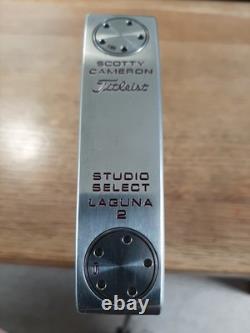 SCOTTY
CAMERON
Titleist
STUDIO
SELECT
LAGUNA
2